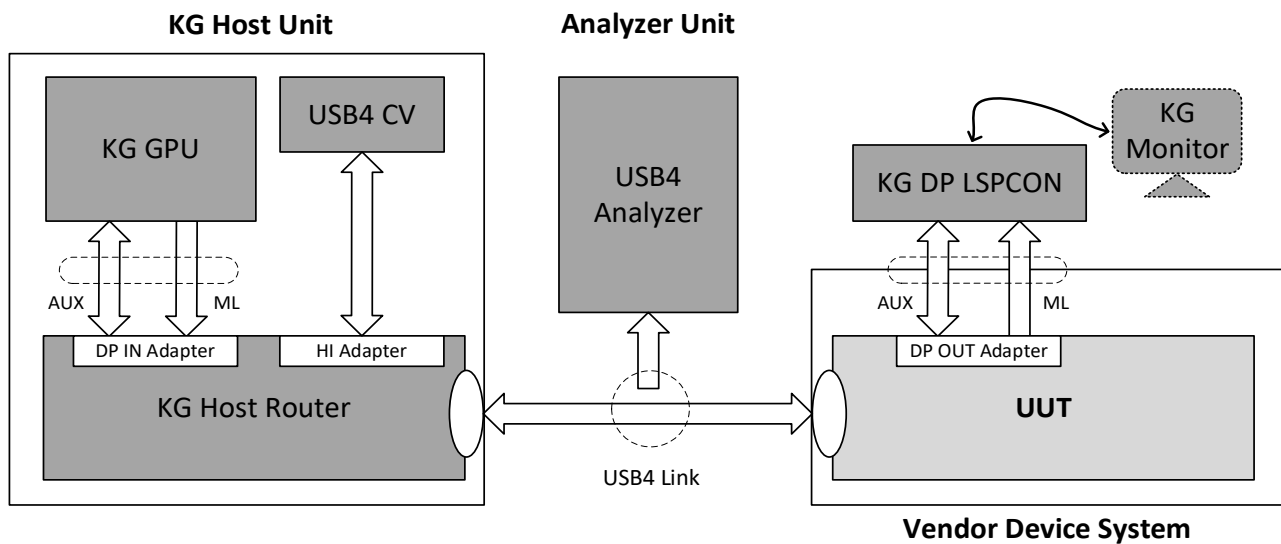 KG Host Unit
Analyzer Unit
KG GPU
USB4 CV
USB4
Analyzer
KG
Monitor
KG DP LSPCON
AUX
ML
AUX
ML
DP IN Adapter
HI Adapter
DP OUT Adapter
KG Host Router
UUT
USB4 Link
Vendor Device System